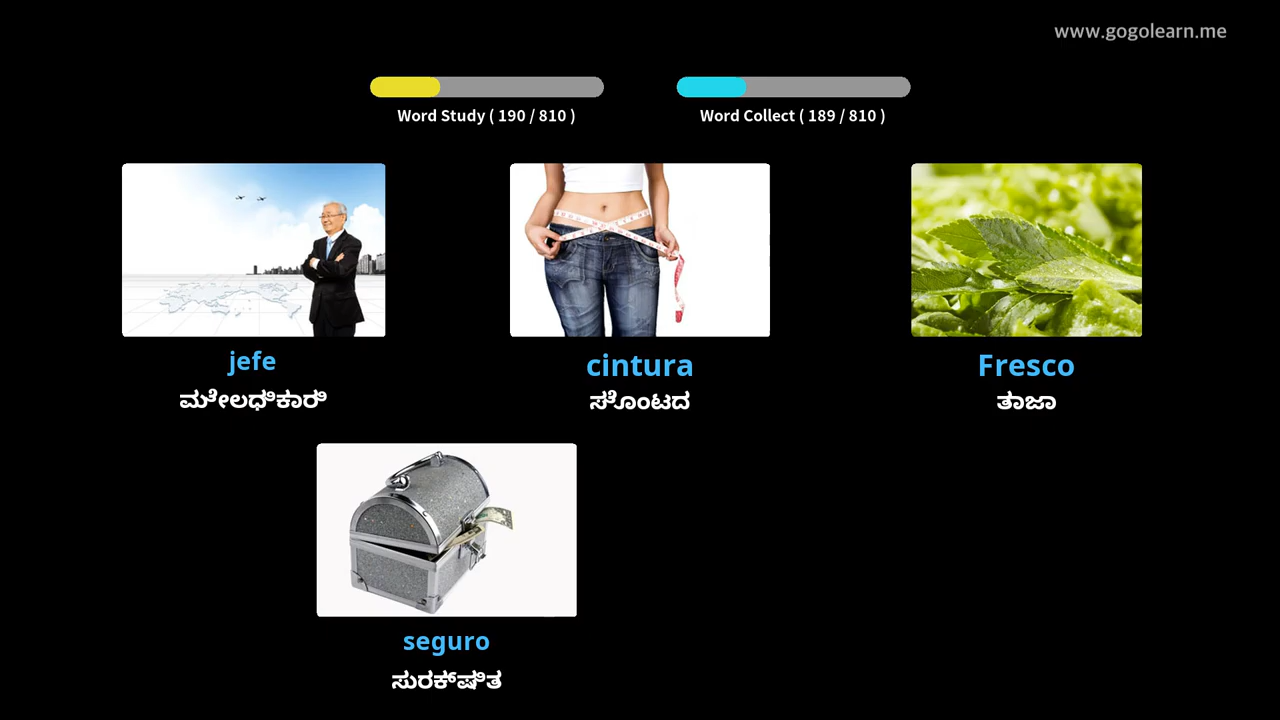 www.gogolearn.me
Word Study ( 190 / 810 )
Word Collect ( 189 / 810 )
jefe
cintura
Fresco
ಮೇಲಧಿಕಾರಿ
ಸೊಂಟದ
ತಾಜಾ
seguro
ಸುರಕ್ಷಿತ